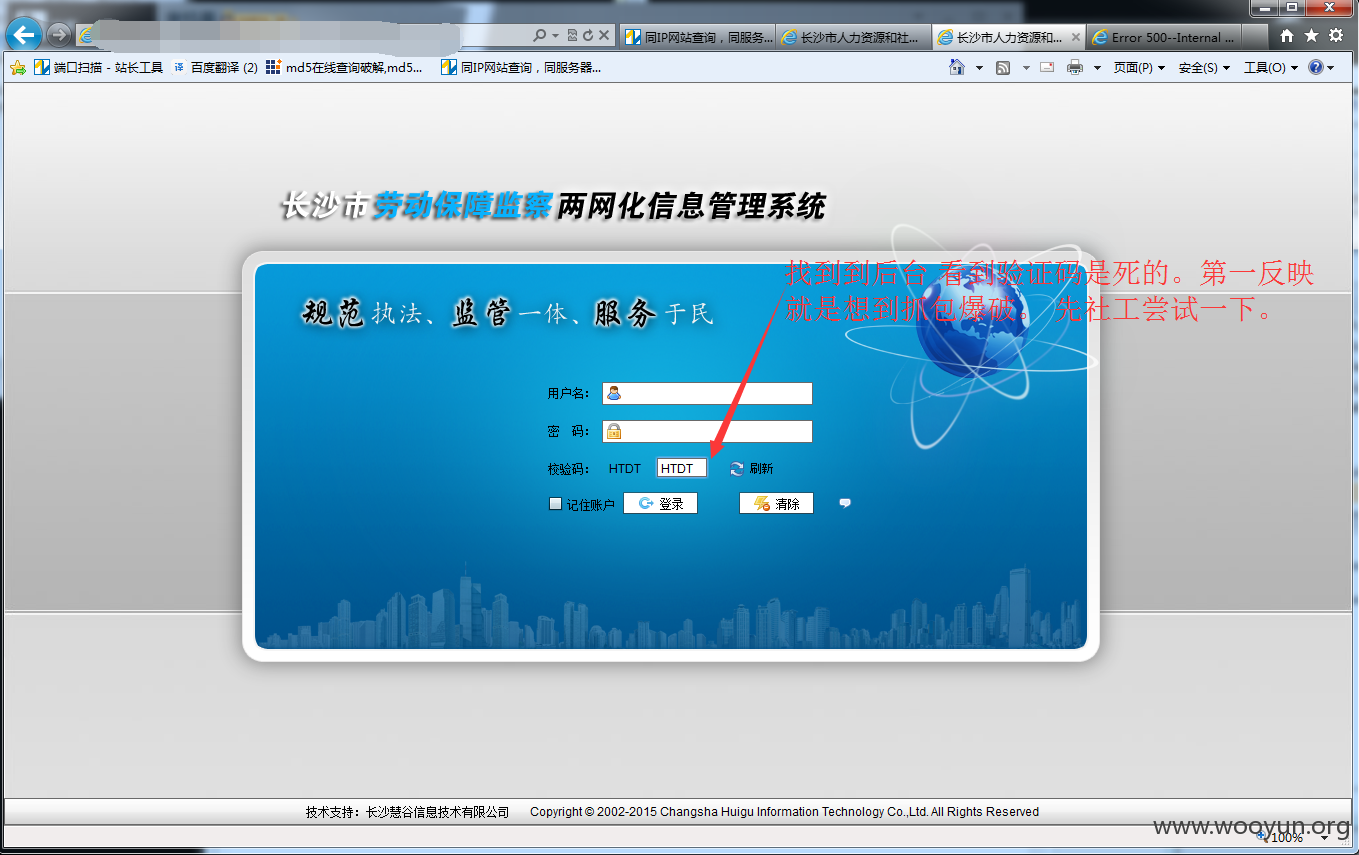 同IP网站查询，同服务...
长沙市人力资源和社...
长沙市人力资源和...
Error 500--Internal ...
端口扫描 - 站长工具
百度翻译 (2)
md5在线查询破解,md5...
同IP网站查询，同服务器...
页面(P)
安全(S)
工具(O)
长沙市劳动保障监察两网化信息管理系统
找到到后台 看到验证码是死的。第一反映
就是想到抓包爆破。 先社工尝试一下。
规范执法、监管一体、服务于民
用户名：
密 码：
校验码： HTDT HTDT 刷新
记住账户 登录 清除
技术支持：长沙慧谷信息技术有限公司 Copyright © 2002-2015 Changsha Huigu Information Technology Co.,Ltd. All Rights Reserved
www.wooyun.org
100%